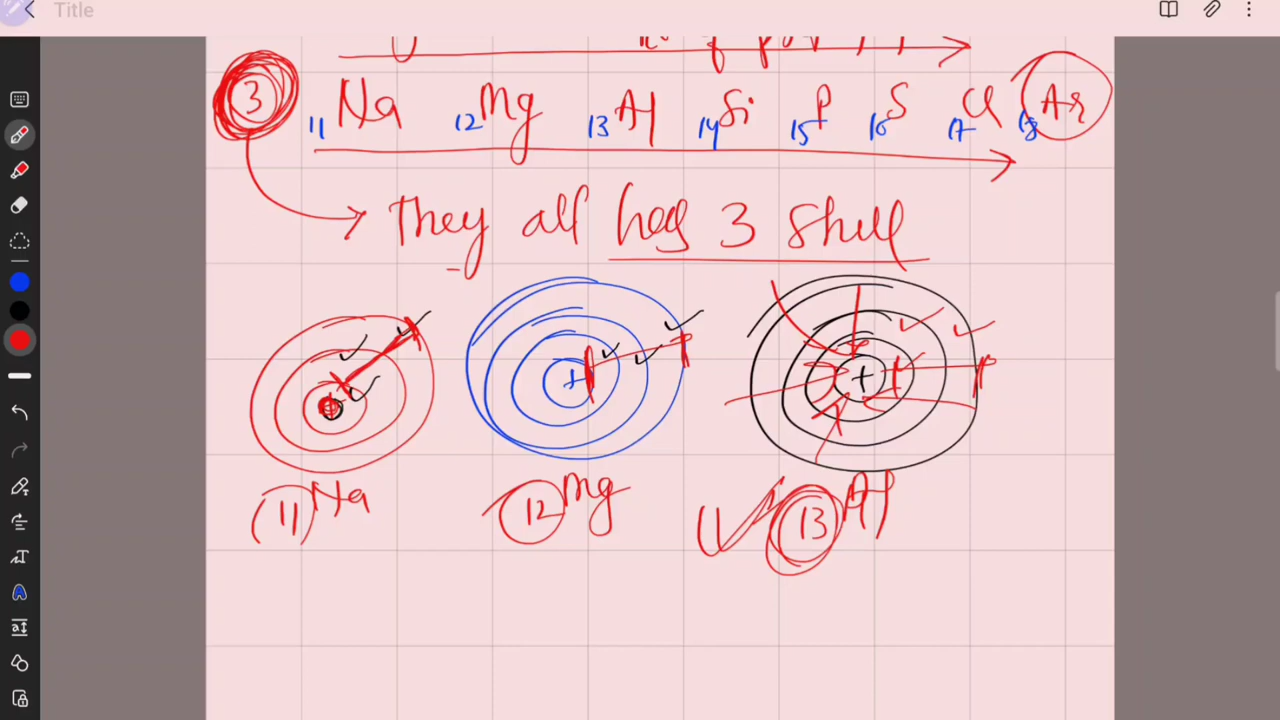 Title
3 11 Na 12 Mg 13 Al 14 Si 15 P 16 S 17 Cl 18 Ar
They all has 3 shell
+ +
11 Na 12 Mg 13 Al